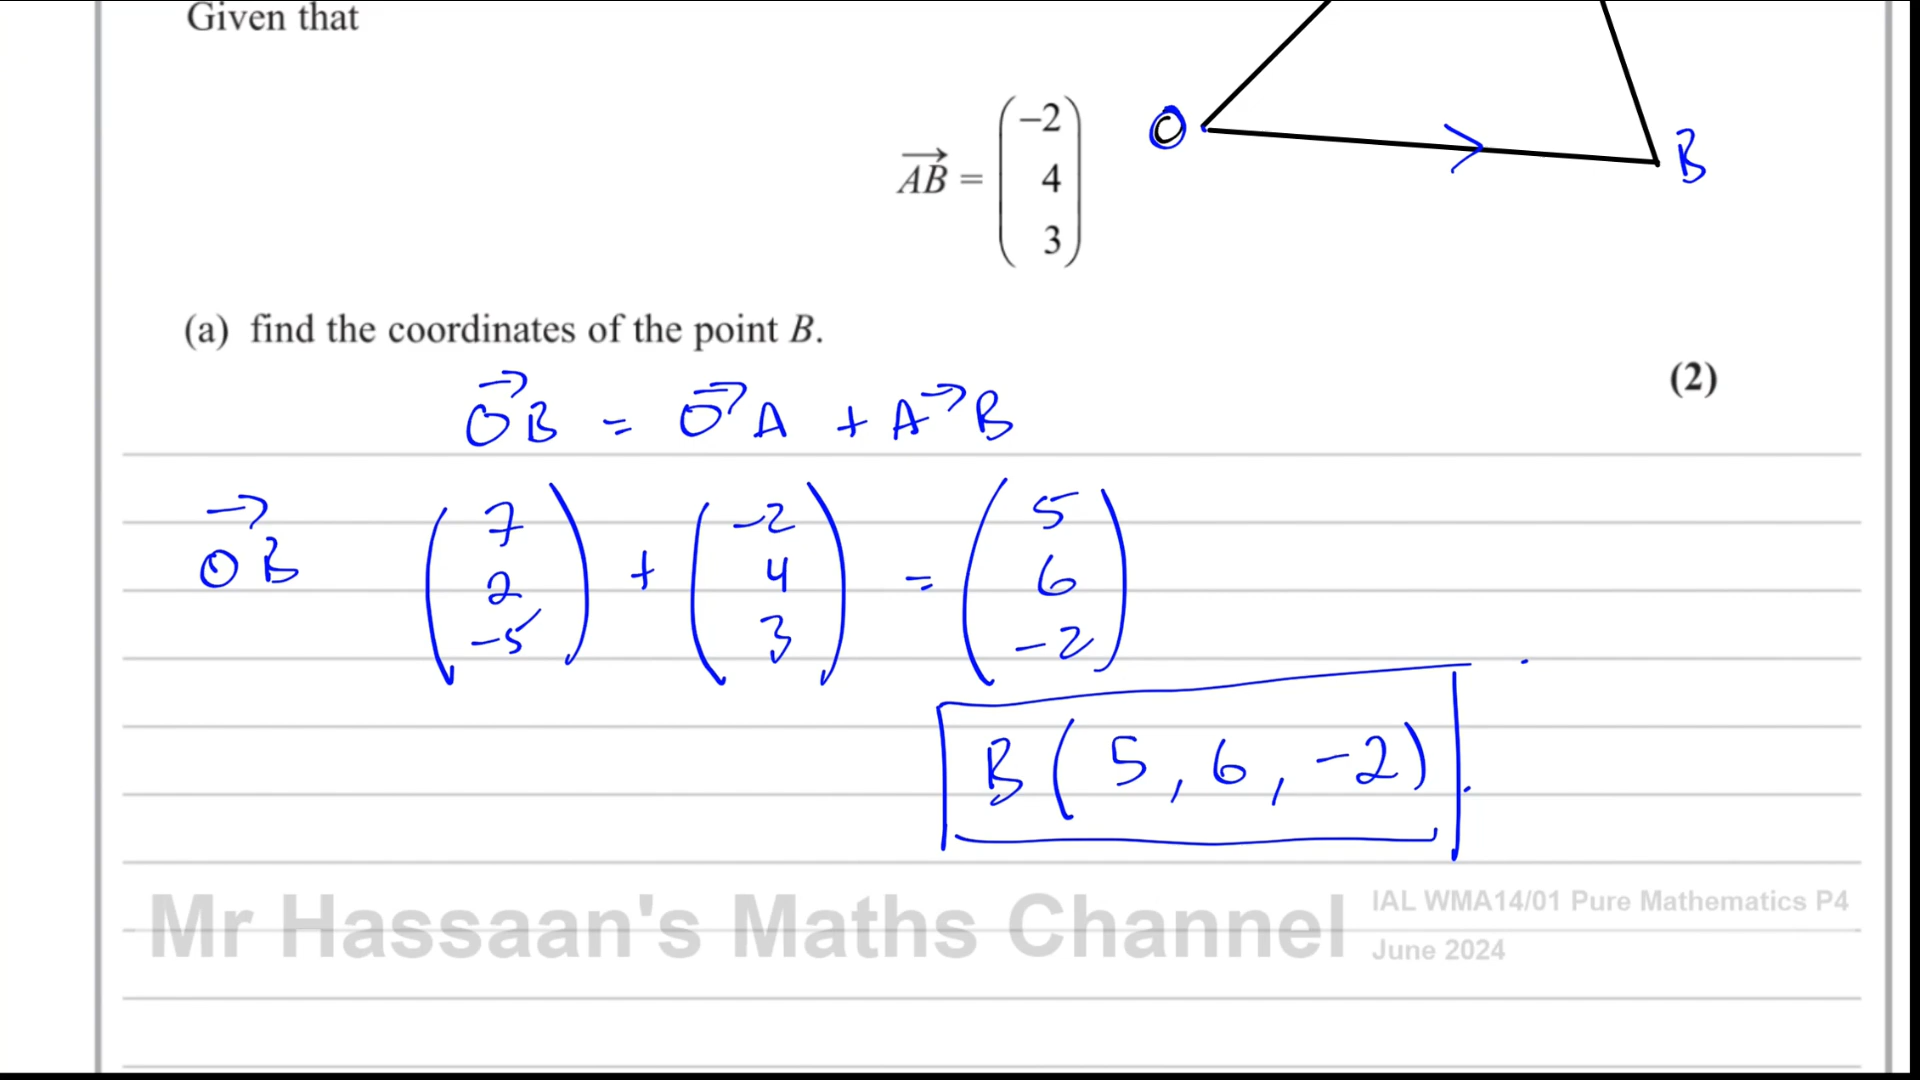 Given that
O
B
AB = (−2
4
3)
(a) find the coordinates of the point B.
(2)
OB = OA + AB
OB (7 2 -5) + (-2 4 3) = (5 6 -2)
B ( 5 , 6 , -2) .
Mr Hassaan's Maths Channel
IAL WMA14/01 Pure Mathematics P4
June 2024